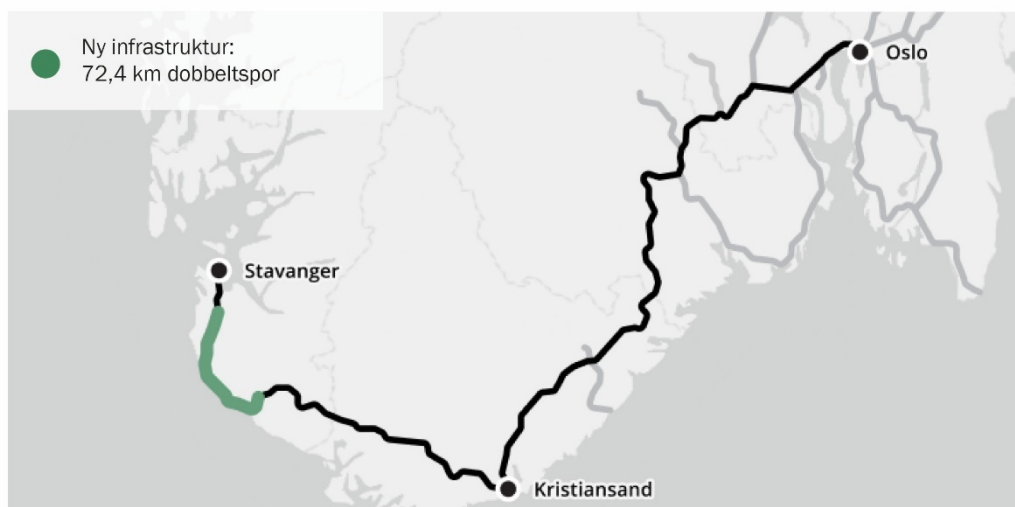 Ny infrastruktur:
72,4 km dobbeltspor
Oslo
Stavanger
Kristiansand